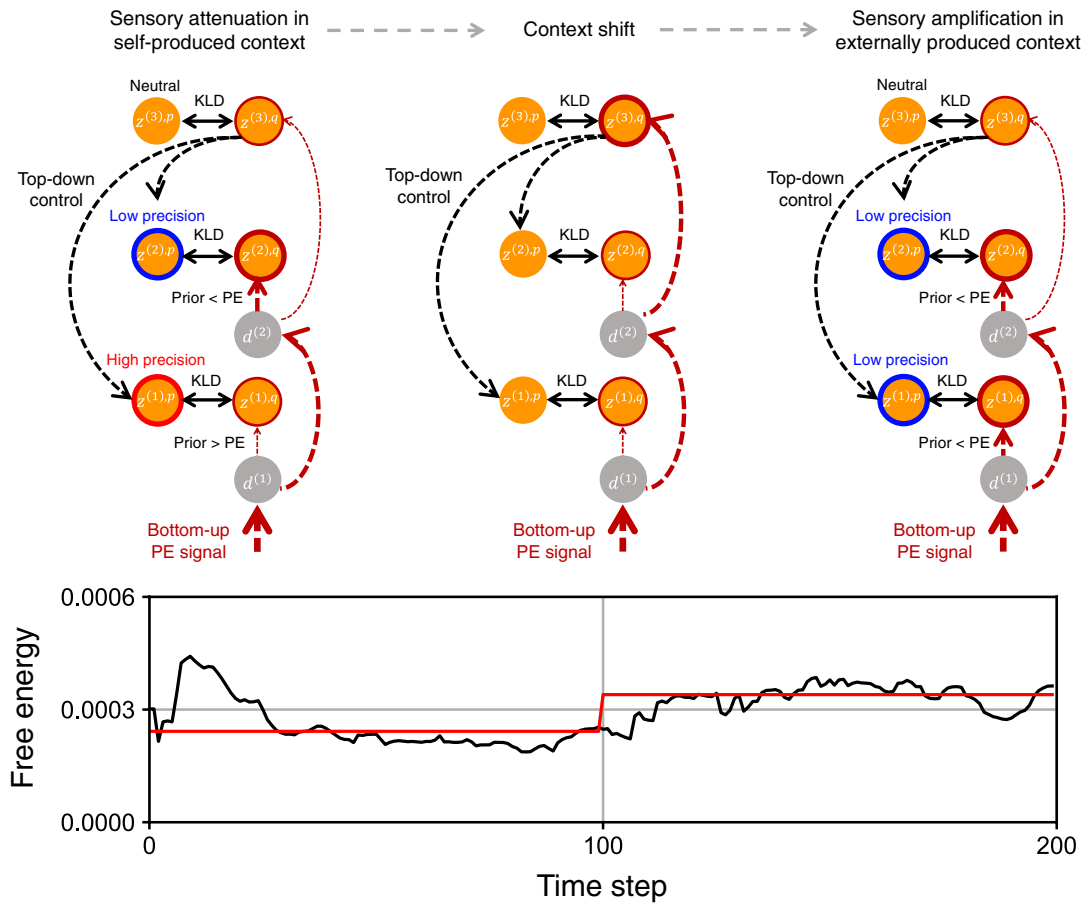 Sensory attenuation in
self-produced context
Context shift
Sensory amplification in
externally produced context
Neutral
z^{(3),p}
KLD
z^{(3),q}
Top-down
control
Low precision
z^{(2),p}
KLD
z^{(2),q}
Prior < PE
d^{(2)}
High precision
z^{(1),p}
KLD
z^{(1),q}
Prior > PE
d^{(1)}
Bottom-up
PE signal
z^{(3),p}
KLD
z^{(3),q}
Top-down
control
z^{(2),p}
KLD
z^{(2),q}
d^{(2)}
z^{(1),p}
KLD
z^{(1),q}
d^{(1)}
Bottom-up
PE signal
Neutral
z^{(3),p}
KLD
z^{(3),q}
Top-down
control
Low precision
z^{(2),p}
KLD
z^{(2),q}
Prior < PE
d^{(2)}
Low precision
z^{(1),p}
KLD
z^{(1),q}
Prior < PE
d^{(1)}
Bottom-up
PE signal
0.0006
0.0003
0.0000
Free energy
0
100
200
Time step